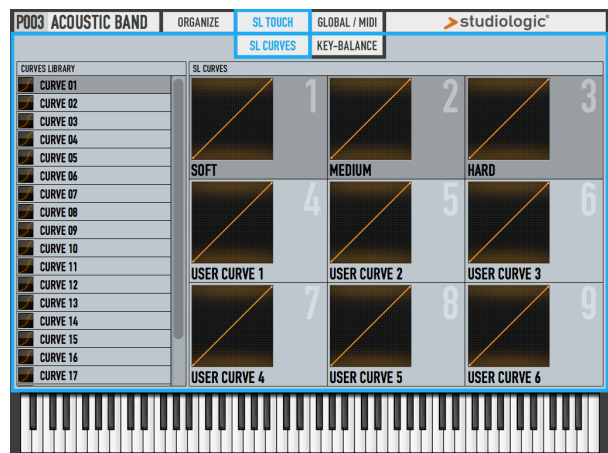 P003 ACOUSTIC BAND
ORGANIZE
SL TOUCH
GLOBAL / MIDI
studiologic®
SL CURVES
KEY-BALANCE
CURVES LIBRARY
CURVE 01
CURVE 02
CURVE 03
CURVE 04
CURVE 05
CURVE 06
CURVE 07
CURVE 08
CURVE 09
CURVE 10
CURVE 11
CURVE 12
CURVE 13
CURVE 14
CURVE 15
CURVE 16
CURVE 17
SL CURVES
1
SOFT
2
MEDIUM
3
HARD
4
USER CURVE 1
5
USER CURVE 2
6
USER CURVE 3
7
USER CURVE 4
8
USER CURVE 5
9
USER CURVE 6